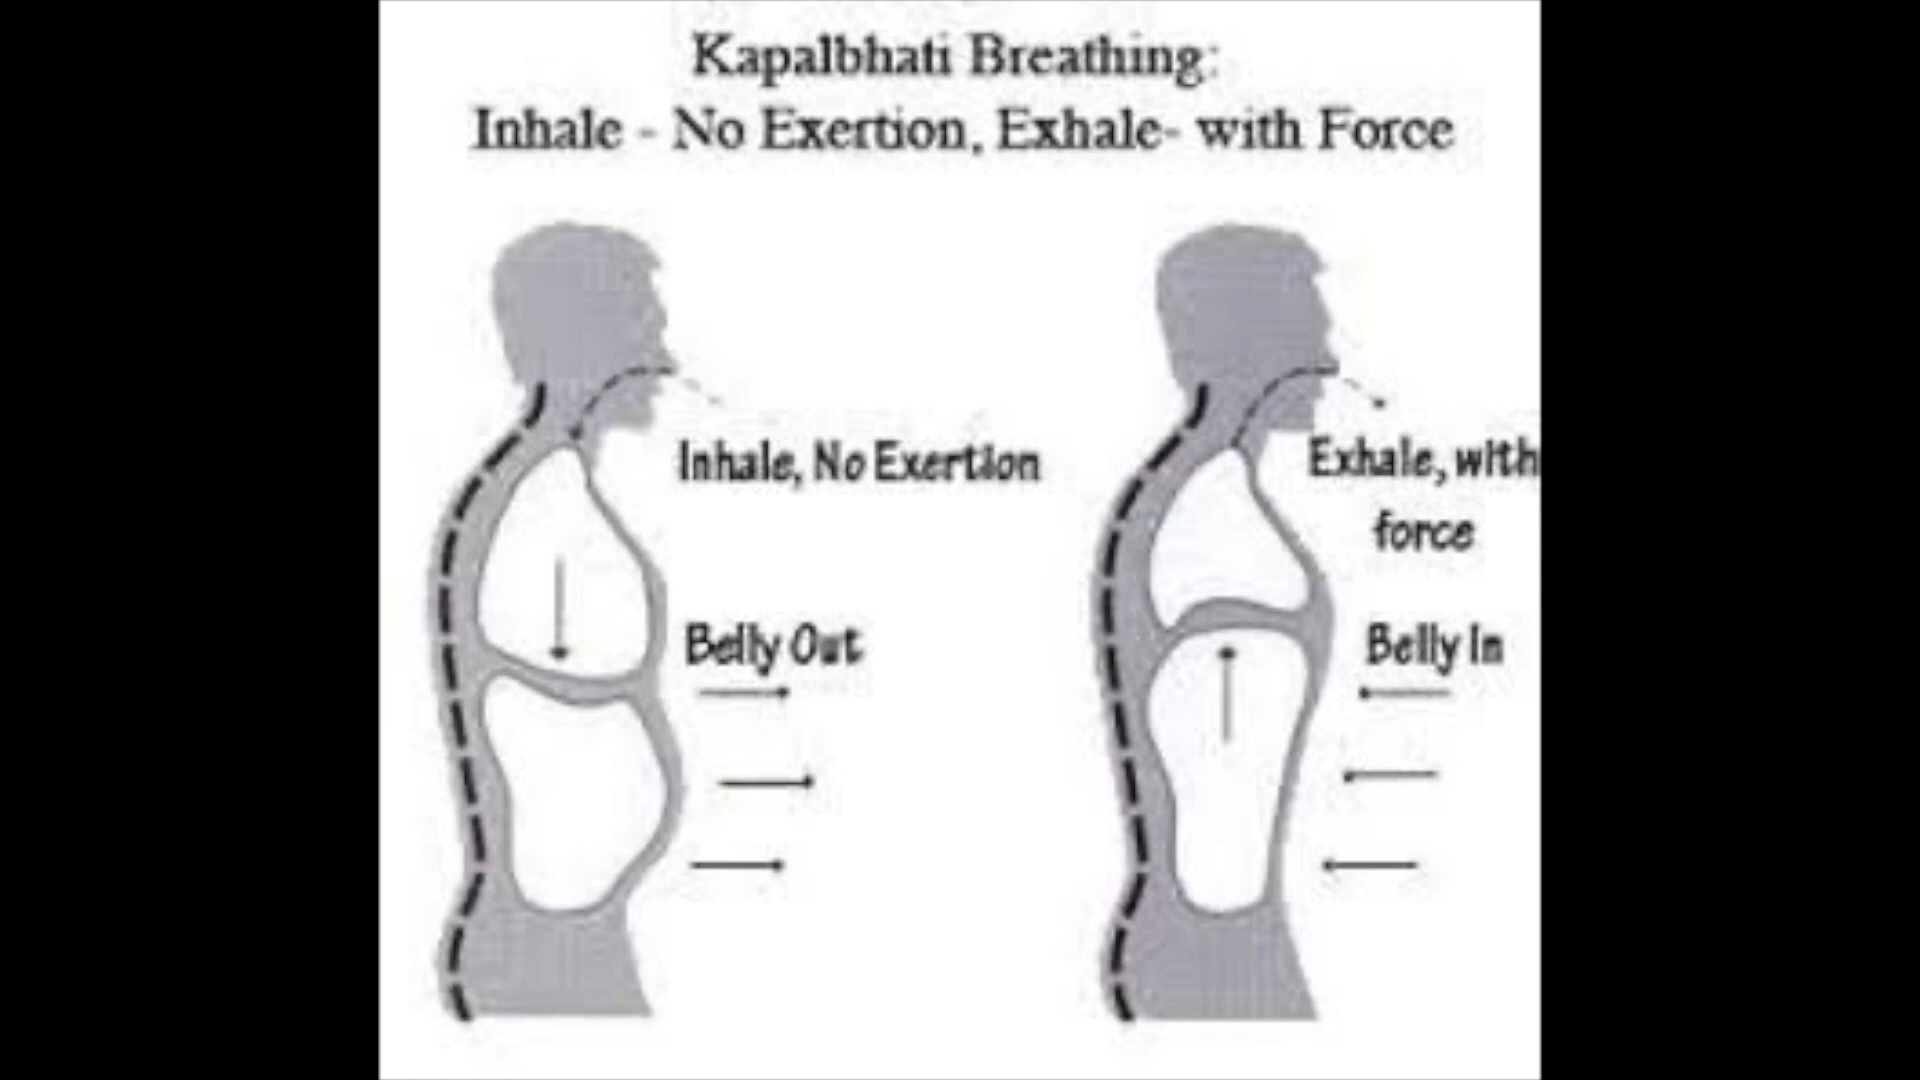 Kapalbhati Breathing:
Inhale - No Exertion, Exhale- with Force
Inhale, No Exertion
Belly Out
Exhale, with
force
Belly In